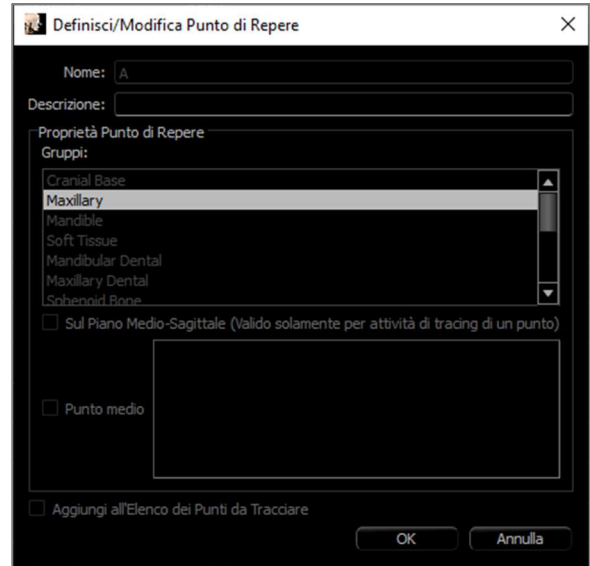 Definisci/Modifica Punto di Repere
Nome: A
Descrizione:
Proprietà Punto di Repere
Gruppi:
Cranial Base
Maxillary
Mandible
Soft Tissue
Mandibular Dental
Maxillary Dental
Sphenoid Bone
Sul Piano Medio-Sagittale (Valido solamente per attività di tracing di un punto)
Punto medio
Aggiungi all'Elenco dei Punti da Tracciare
OK Annulla